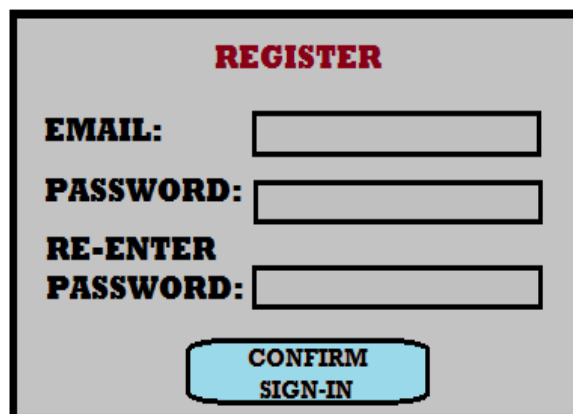 REGISTER
EMAIL:
PASSWORD:
RE-ENTER
PASSWORD:
CONFIRM
SIGN-IN